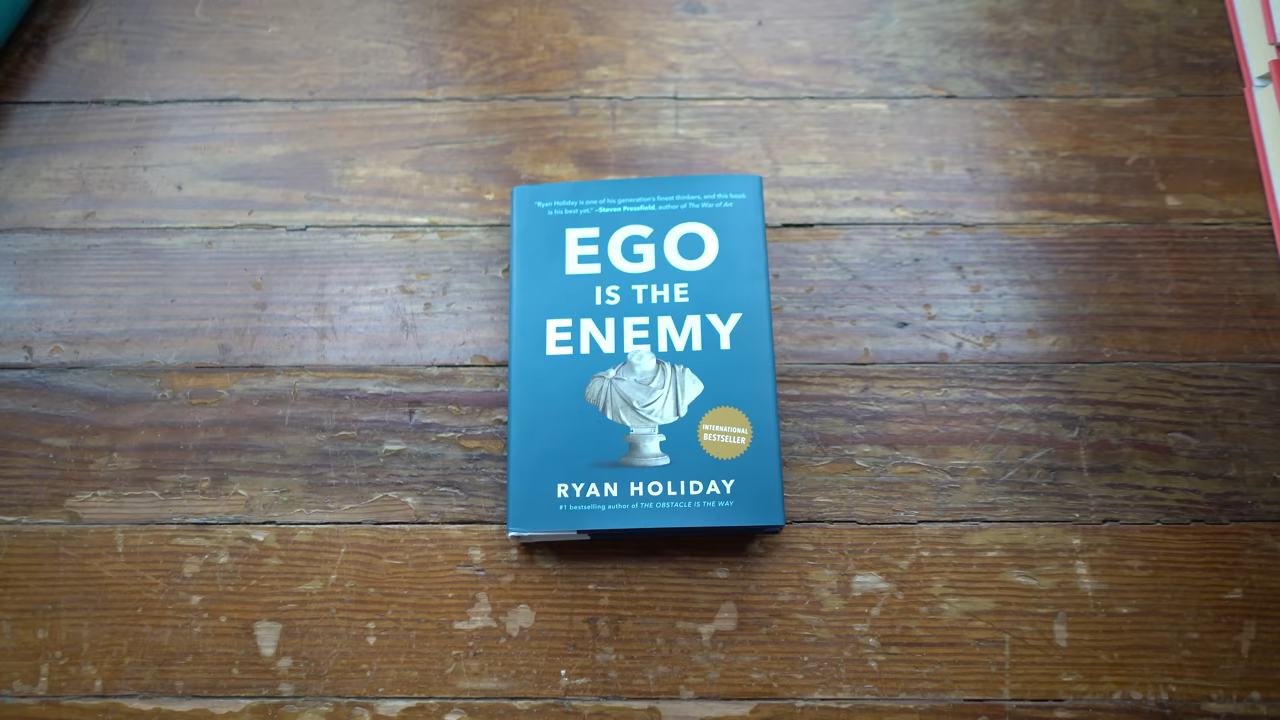 "Ryan Holiday is one of his generation's finest thinkers, and this book
is his best yet." –Steven Pressfield, author of The War of Art
EGO
IS THE
ENEMY
INTERNATIONAL
BESTSELLER
RYAN HOLIDAY
#1 bestselling author of THE OBSTACLE IS THE WAY